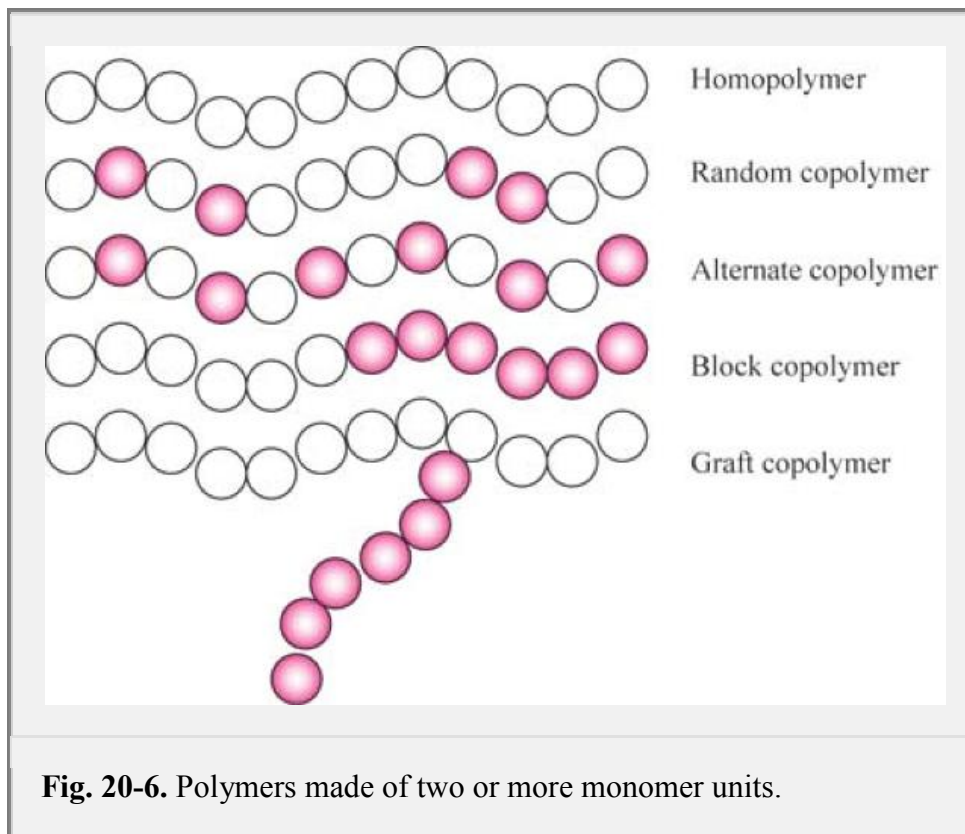 Homopolymer
Random copolymer
Alternate copolymer
Block copolymer
Graft copolymer
Fig. 20-6. Polymers made of two or more monomer units.